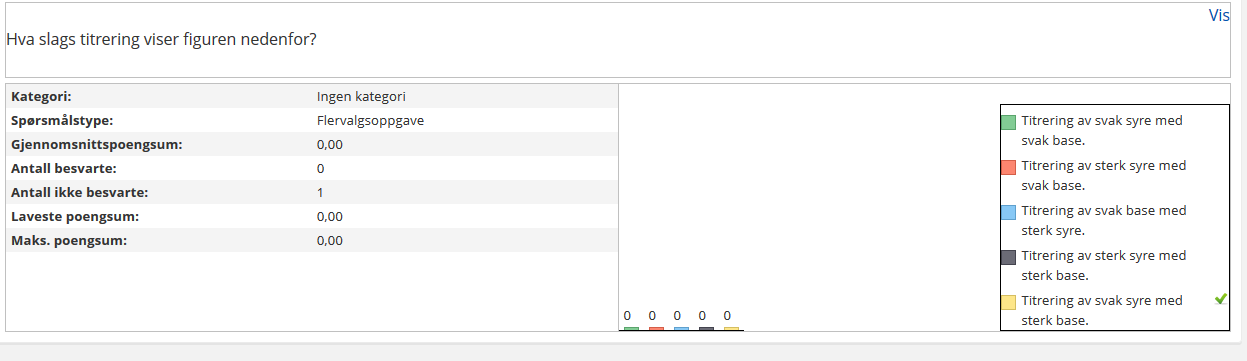 Vis
Hva slags titrering viser figuren nedenfor?
Kategori: Ingen kategori
Spørsmålstype: Flervalgsoppgave
Gjennomsnittspoengsum: 0,00
Antall besvarte: 0
Antall ikke besvarte: 1
Laveste poengsum: 0,00
Maks. poengsum: 0,00
0 0 0 0 0
Titrering av svak syre med
svak base.
Titrering av sterk syre med
svak base.
Titrering av svak base med
sterk syre.
Titrering av sterk syre med
sterk base.
Titrering av svak syre med
sterk base.